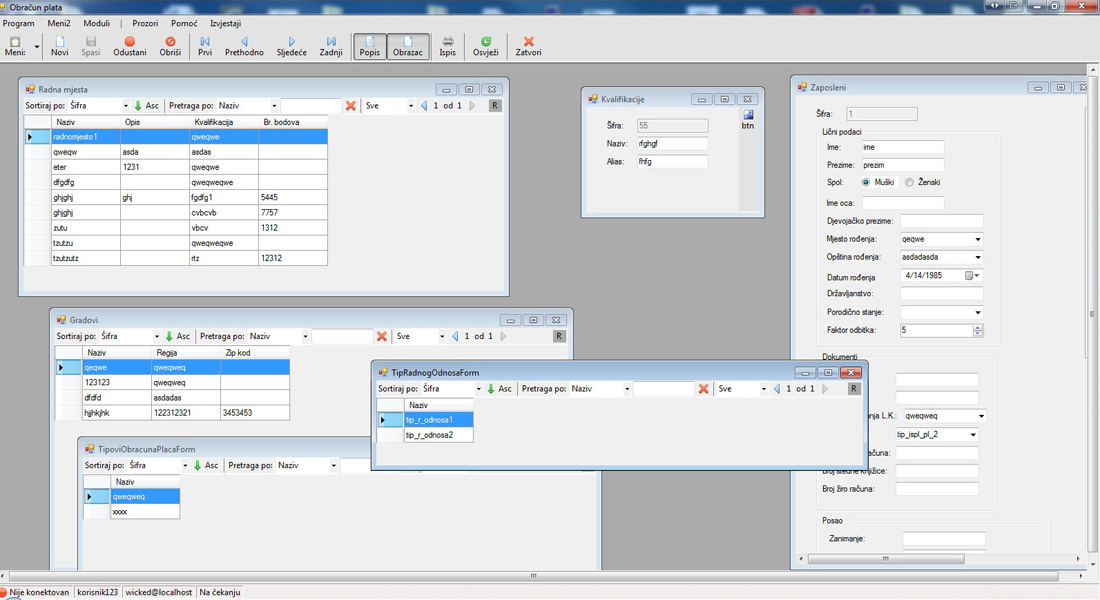 Obračun plata
Program Meni2 Moduli | Prozori Pomoć Izvjestaji
Meni: Novi Spasi Odustani Obriši Prvi Prethodno Sljedeće Zadnji Popis Obrazac Ispis Osvježi Zatvori
Radna mjesta
Sortiraj po: Šifra Asc Pretraga po: Naziv Sve 1 od 1 R
Naziv Opis Kvalifikacija Br. bodova
radnomjesto1 qweqwe
qweqw asda asdas
eter 1231 qweqwe
dfgdfg qweqweqwe
ghjghj ghj fgdfg1 5445
ghjghj cvbcvb 7757
zutu vbcv 1312
tzutzu qweqweqwe
tzutzutz rtz 12312
Kvalifikacije
Šifra: 55
btn
Naziv: rfghgf
Alias: fhfg
Zaposleni
Šifra: 1
Lični podaci
Ime: ime
Prezime: prezim
Spol: Muški Ženski
Ime oca:
Djevojačko prezime:
Mjesto rođenja: qeqwe
Opština rođenja: asdadasda
Datum rođenja 4/14/1985
Državljanstvo:
Porodično stanje:
Faktor odbitka: 5
Dokumenti
anja L.K.: qweqweq
tip_ispl_pl_2
ačuna:
Broj štedne knjižice:
Broj žiro računa:
Posao
Zanimanje:
Gradovi
Sortiraj po: Šifra Asc Pretraga po: Naziv Sve 1 od 1 R
Naziv Regija Zip kod
qeqwe qweqweq
123123 qweqweq
dfdfd asdadas
hjjhkjhk 122312321 3453453
TipRadnogOdnosaForm
Sortiraj po: Šifra Asc Pretraga po: Naziv Sve 1 od 1 R
Naziv
tip_r_odnosa1
tip_r_odnosa2
TipoviObracunaPlacaForm
Sortiraj po: Šifra Asc Pretraga po: Naziv
Naziv
qweqweq
xxxx
Nije konektovan korisnik123 wicked@localhost Na čekanju